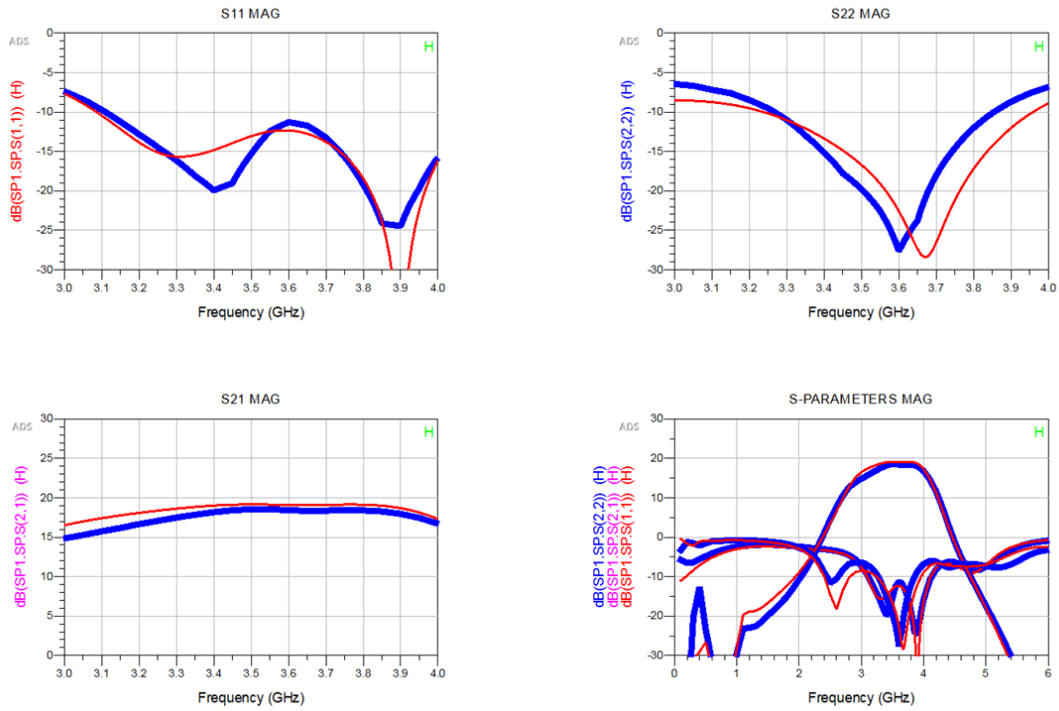 S11 MAG
ADS
H
0
-5
-10
-15
-20
-25
-30
3.0 3.1 3.2 3.3 3.4 3.5 3.6 3.7 3.8 3.9 4.0
Frequency (GHz)
dB(SP1.SP.S(1,1)) (H)
S22 MAG
ADS
H
0
-5
-10
-15
-20
-25
-30
3.0 3.1 3.2 3.3 3.4 3.5 3.6 3.7 3.8 3.9 4.0
Frequency (GHz)
dB(SP1.SP.S(2,2)) (H)
S21 MAG
ADS
H
30
25
20
15
10
5
0
3.0 3.1 3.2 3.3 3.4 3.5 3.6 3.7 3.8 3.9 4.0
Frequency (GHz)
dB(SP1.SP.S(2,1)) (H)
S-PARAMETERS MAG
ADS
H
30
20
10
0
-10
-20
-30
0 1 2 3 4 5 6
Frequency (GHz)
dB(SP1.SP.S(2,2)) (H)
dB(SP1.SP.S(2,1)) (H)
dB(SP1.SP.S(1,1)) (H)